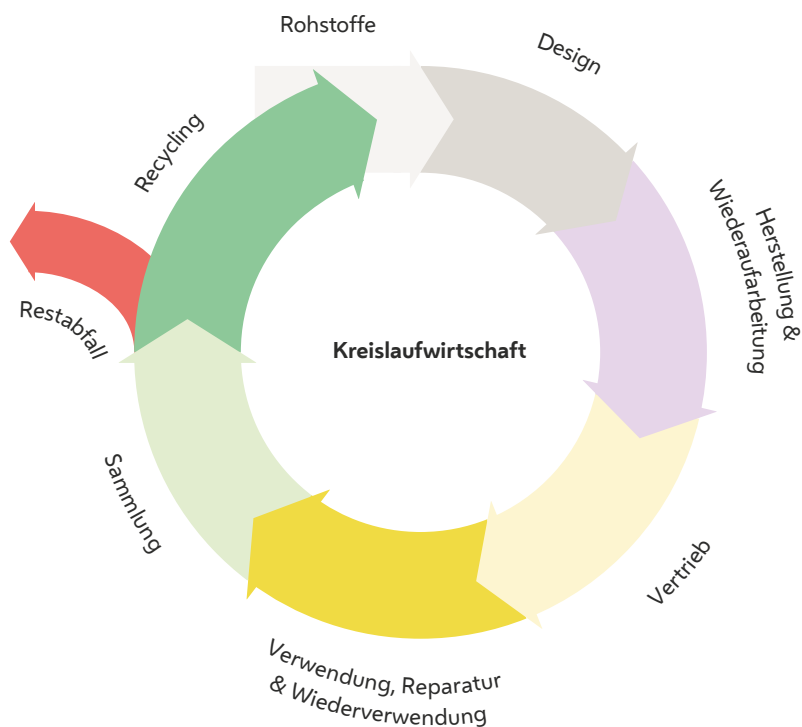 Rohstoffe
Design
Herstellung &
Wiederaufarbeitung
Vertrieb
Verwendung, Reparatur
& Wiederverwendung
Sammlung
Restabfall
Recycling
Kreislaufwirtschaft